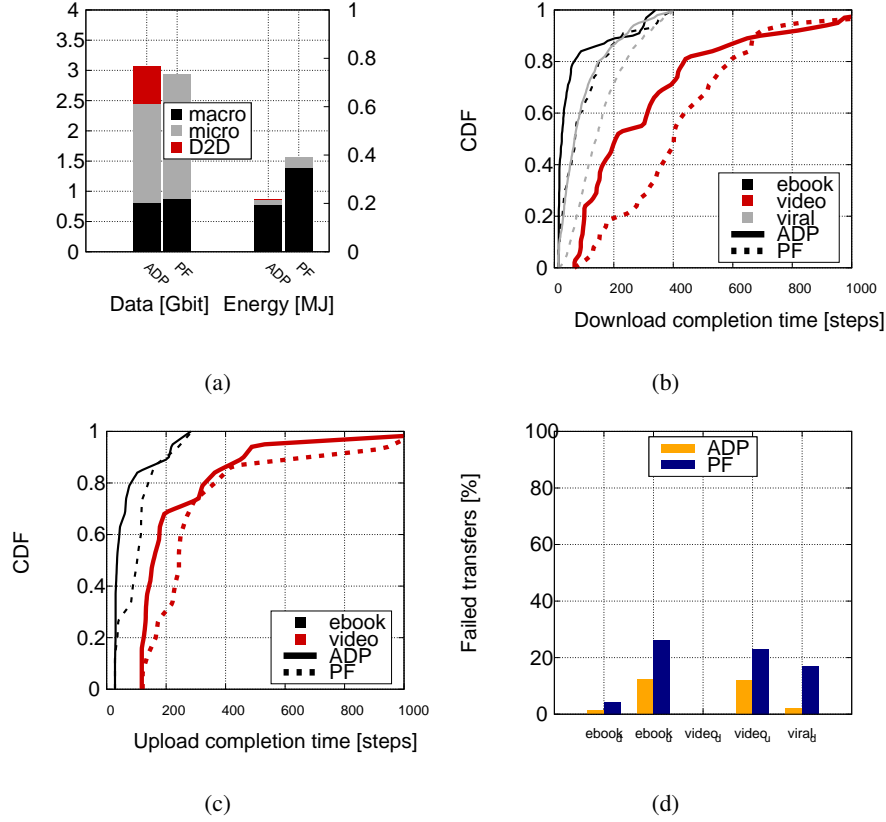 4
3.5
3
2.5
2
1.5
1
0.5
0
1
0.8
0.6
0.4
0.2
0
macro
micro
D2D
ADP
PF
ADP
PF
Data [Gbit]
Energy [MJ]
(a)
1
0.8
0.6
0.4
0.2
0
CDF
ebook
video
viral
ADP
PF
0 200 400 600 800 1000
Download completion time [steps]
(b)
1
0.8
0.6
0.4
0.2
0
CDF
ebook
video
ADP
PF
0 200 400 600 800 1000
Upload completion time [steps]
(c)
100
80
60
40
20
0
Failed transfers [%]
ADP
PF
ebook_d ebook_u video_d video_u viral_d
(d)